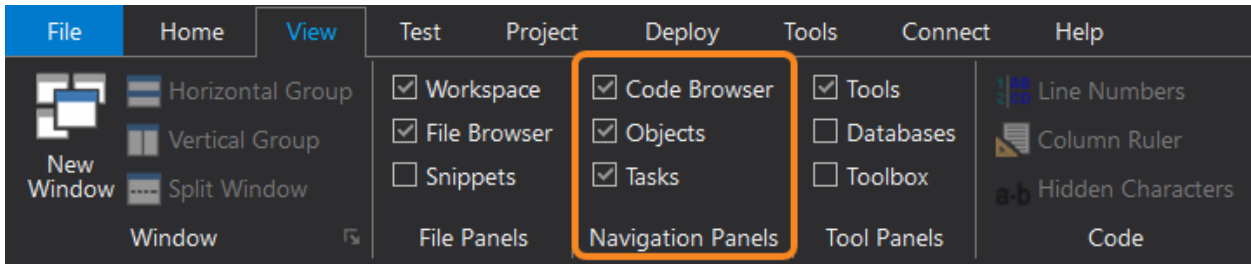 File Home View Test Project Deploy Tools Connect Help
New Window
Horizontal Group
Vertical Group
Split Window
Window
Workspace
File Browser
Snippets
File Panels
Code Browser
Objects
Tasks
Navigation Panels
Tools
Databases
Toolbox
Tool Panels
Line Numbers
Column Ruler
a·b Hidden Characters
Code